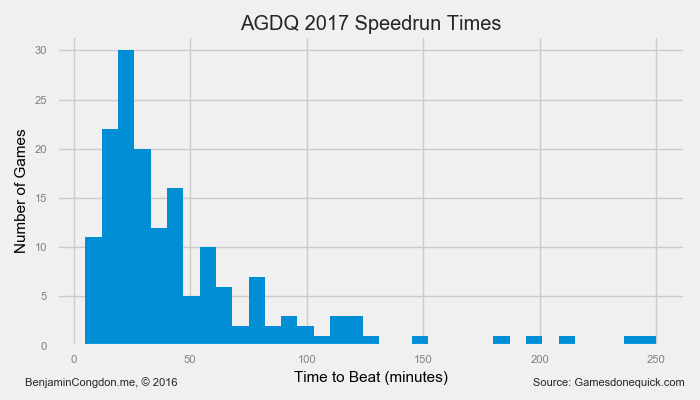 AGDQ 2017 Speedrun Times
Number of Games
30
25
20
15
10
5
0
0 50 100 150 200 250
Time to Beat (minutes)
BenjaminCongdon.me, © 2016 Source: Gamesdonequick.com